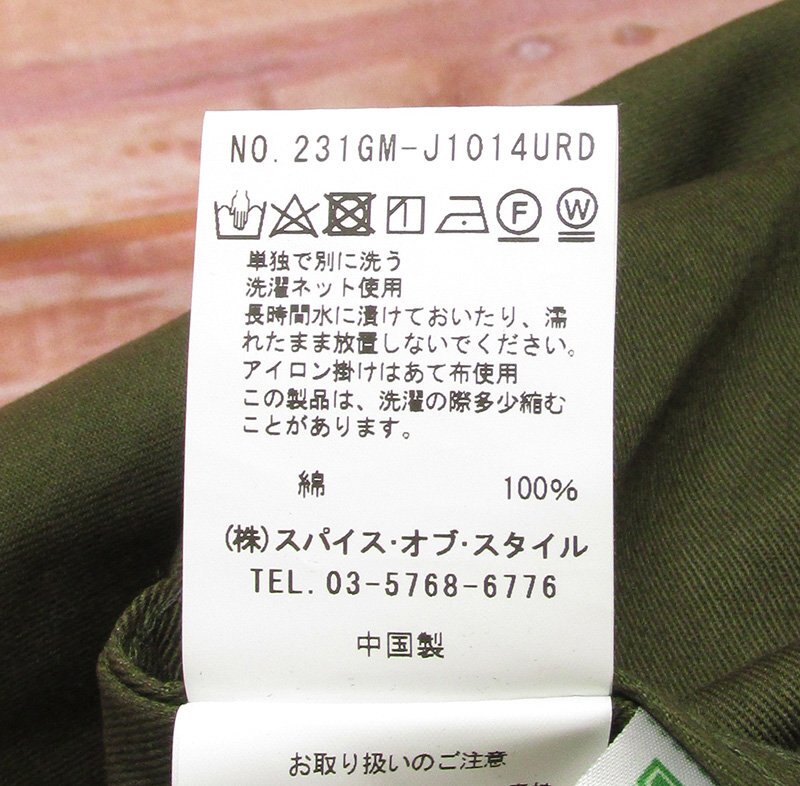 NO. 231GM-J1014URD
F W
単独で別に洗う
洗濯ネット使用
長時間水に漬けておいたり、濡
れたまま放置しないでください。
アイロン掛けはあて布使用
この製品は、洗濯の際多少縮む
ことがあります。
綿 100%
(株)スパイス・オブ・スタイル
TEL. 03-5768-6776
中国製
お取り扱いのご注意